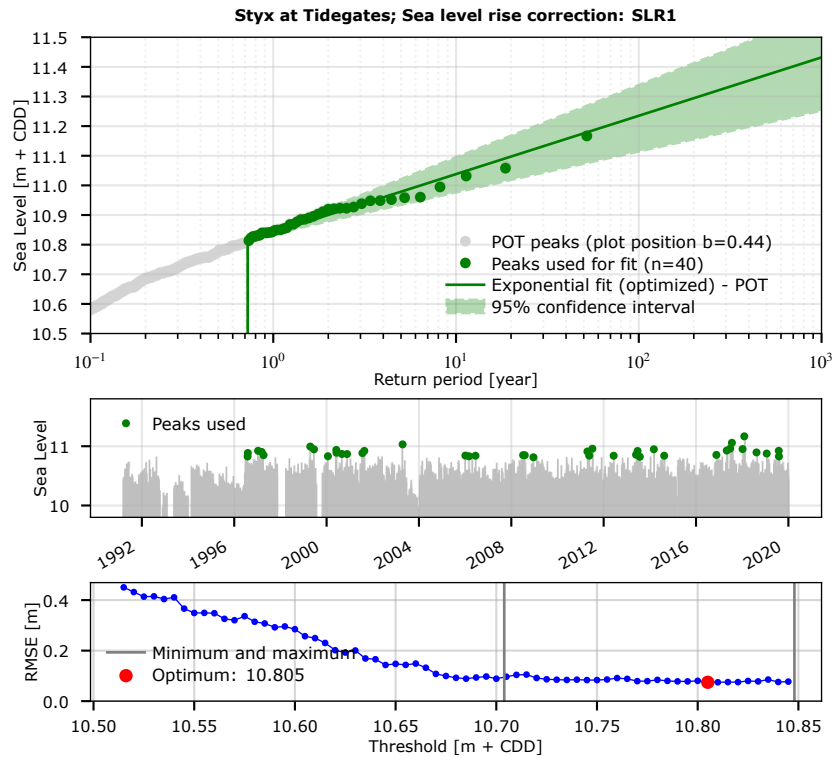 Styx at Tidegates; Sea level rise correction: SLR1
Sea Level [m + CDD]
11.5
11.4
11.3
11.2
11.1
11.0
10.9
10.8
10.7
10.6
10.5
POT peaks (plot position b=0.44)
Peaks used for fit (n=40)
Exponential fit (optimized) - POT
95% confidence interval
10⁻¹ 10⁰ 10¹ 10² 10³
Return period [year]
Sea Level
11
10
Peaks used
1992 1996 2000 2004 2008 2012 2016 2020
RMSE [m]
0.4
0.2
0.0
Minimum and maximum
Optimum: 10.805
10.50 10.55 10.60 10.65 10.70 10.75 10.80 10.85
Threshold [m + CDD]